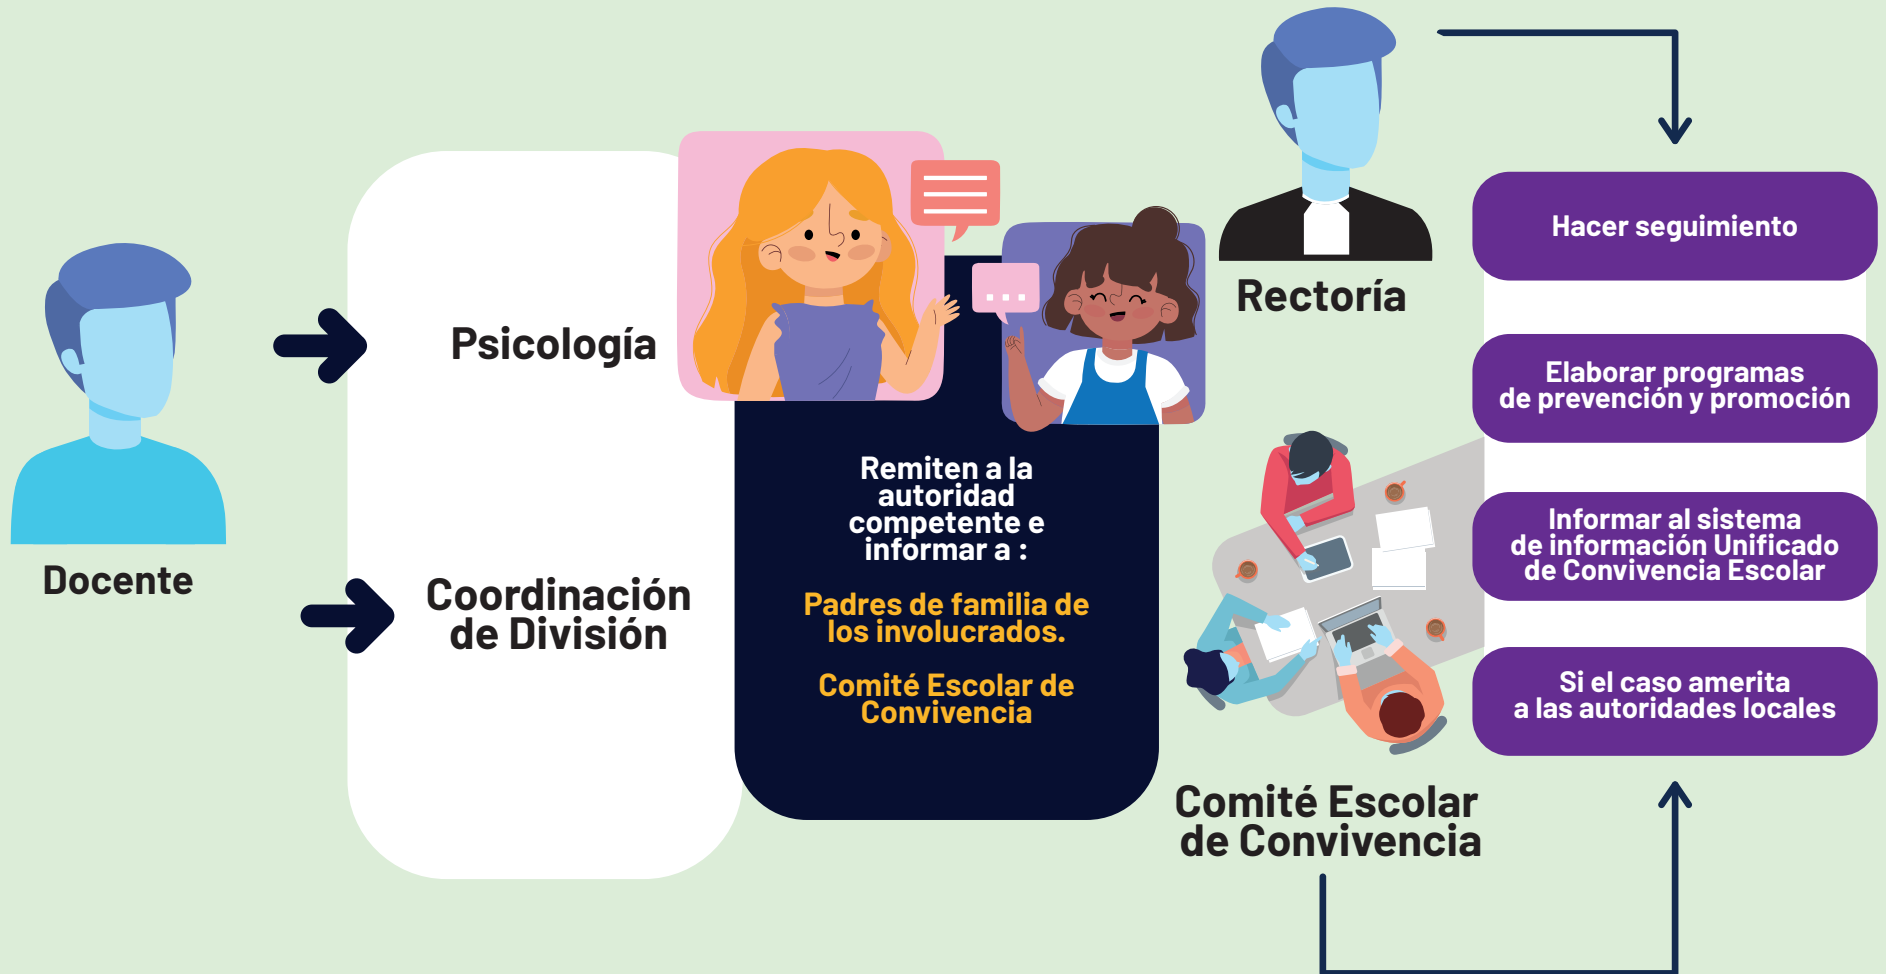 Docente
Psicología
Coordinación
de División
Remiten a la
autoridad
competente e
informar a :
Padres de familia de
los involucrados.
Comité Escolar de
Convivencia
Rectoría
Comité Escolar
de Convivencia
Hacer seguimiento
Elaborar programas
de prevención y promoción
Informar al sistema
de información Unificado
de Convivencia Escolar
Si el caso amerita
a las autoridades locales